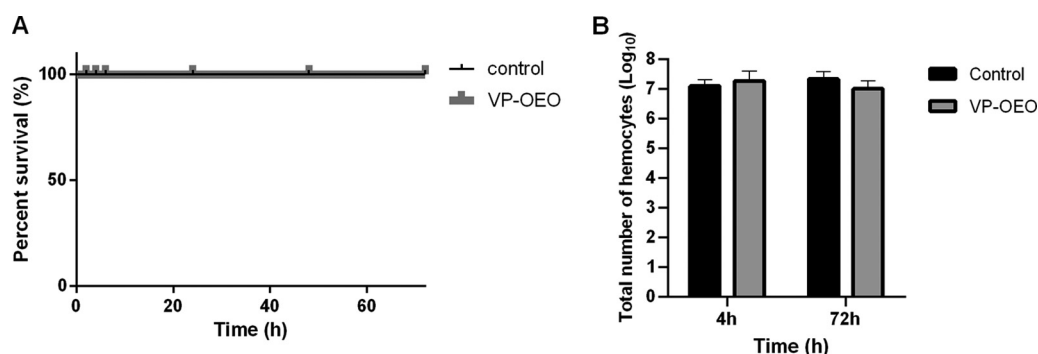 A
Percent survival (%)
100
50
0
0 20 40 60
Time (h)
control
VP-OEO
B
Total number of hemocytes (Log10)
8
7
6
5
4
3
2
1
0
4h 72h
Time (h)
Control
VP-OEO